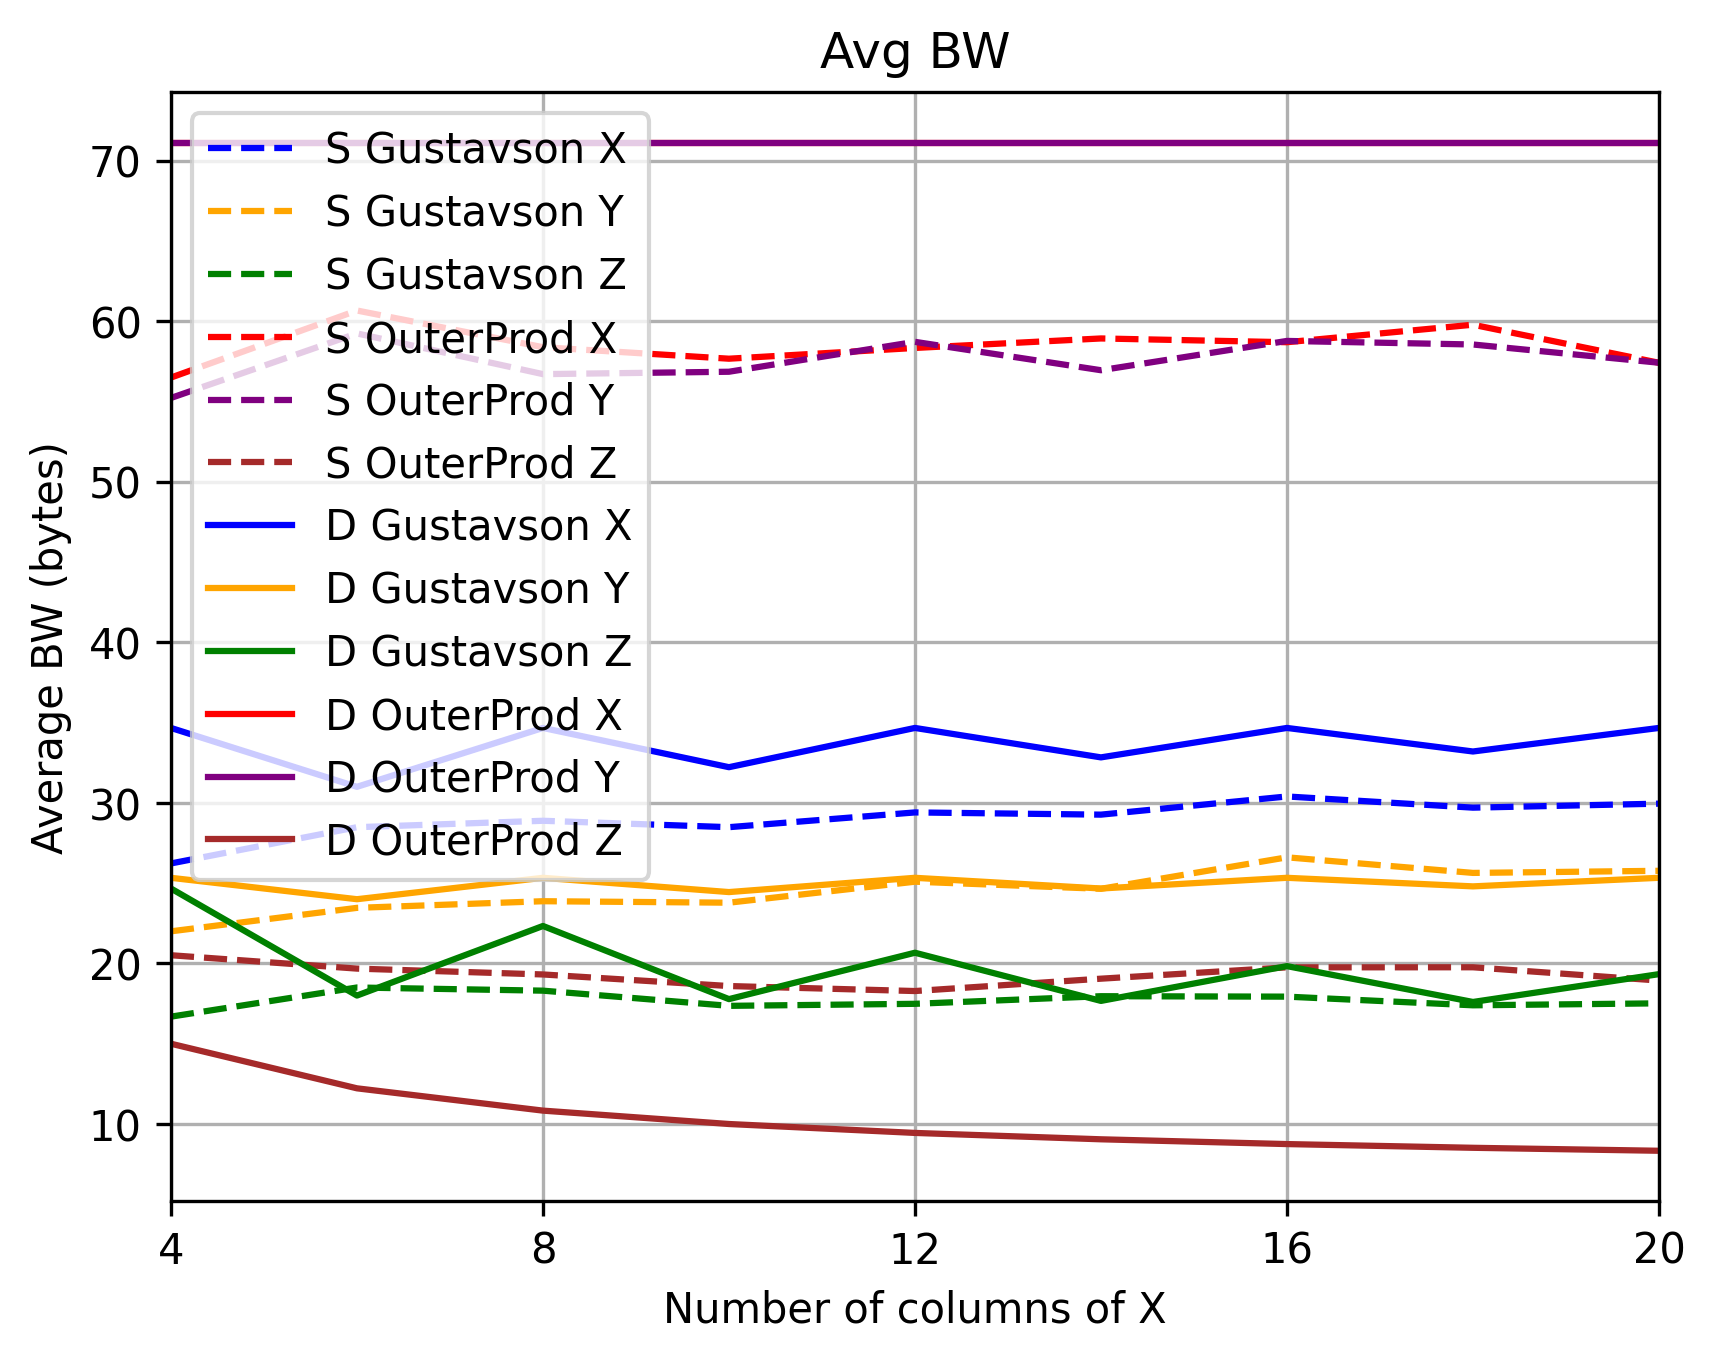 Avg BW
70
60
50
40
30
20
10
Average BW (bytes)
S Gustavson X
S Gustavson Y
S Gustavson Z
S OuterProd X
S OuterProd Y
S OuterProd Z
D Gustavson X
D Gustavson Y
D Gustavson Z
D OuterProd X
D OuterProd Y
D OuterProd Z
4 8 12 16 20
Number of columns of X